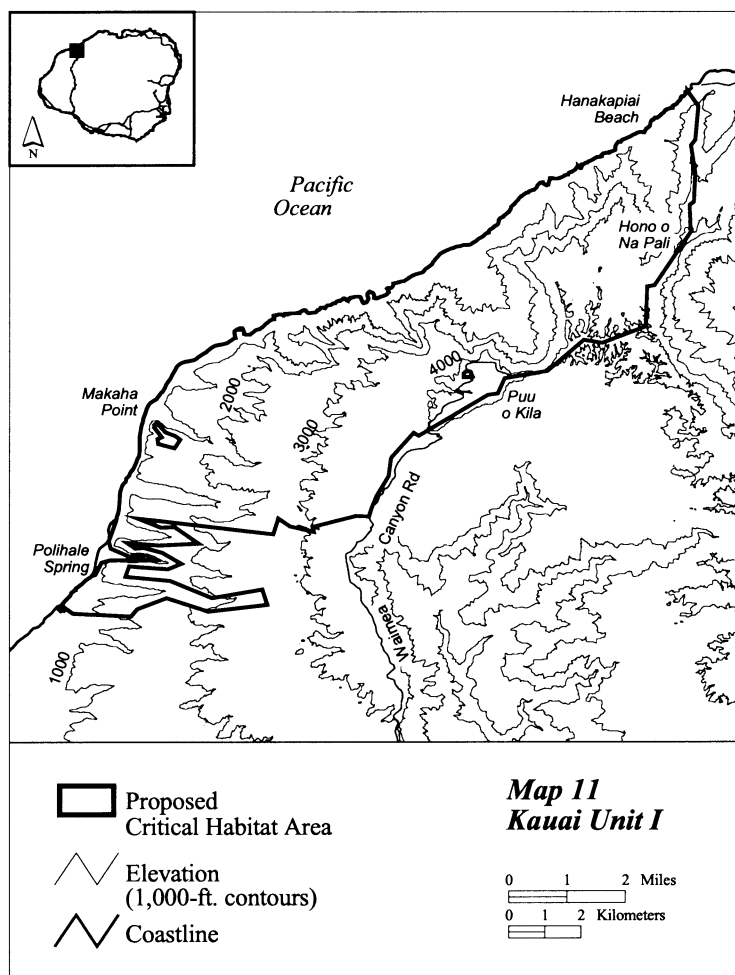 N
Pacific
Ocean
Hanakapiai
Beach
Hono o
Na Pali
4000
2000
Makaha
Point
Puu
o Kila
3000
Canyon Rd
Polihale
Spring
Waimea
1000
Proposed
Critical Habitat Area
Elevation
(1,000-ft. contours)
Coastline
Map 11
Kauai Unit I
0 1 2 Miles
0 1 2 Kilometers